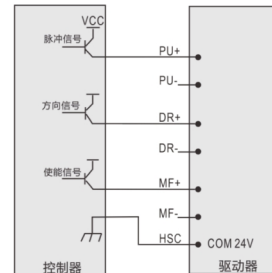 VCC
脉冲信号
PU+
PU-
方向信号
DR+
DR-
使能信号
MF+
MF-
HSC
COM 24V
控制器
驱动器